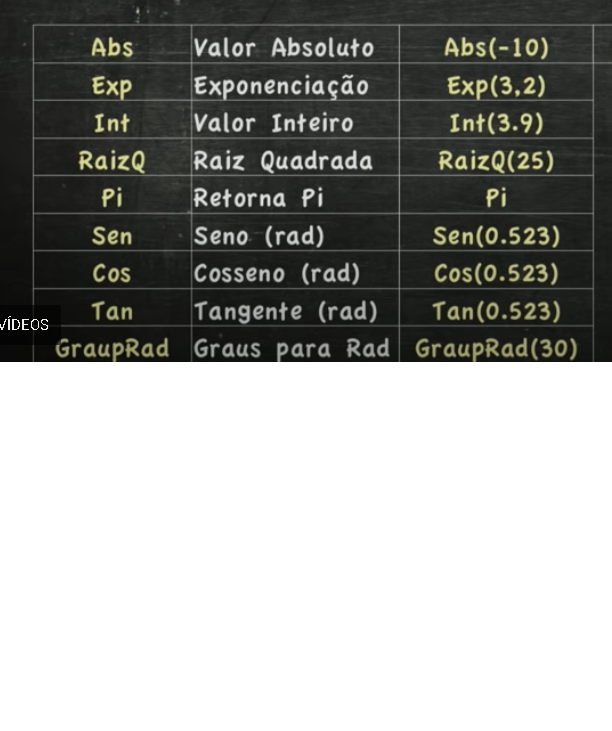 Abs Valor Absoluto Abs(-10)
Exp Exponenciação Exp(3,2)
Int Valor Inteiro Int(3.9)
RaizQ Raiz Quadrada RaizQ(25)
Pi Retorna Pi Pi
Sen Seno (rad) Sen(0.523)
Cos Cosseno (rad) Cos(0.523)
Tan Tangente (rad) Tan(0.523)
VÍDEOS
GraupRad Graus para Rad GraupRad(30)